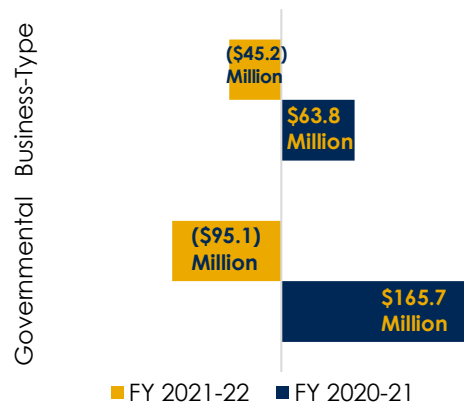 Business-Type
($45.2)
Million
$63.8
Million
Governmental
($95.1)
Million
$165.7
Million
FY 2021-22 FY 2020-21